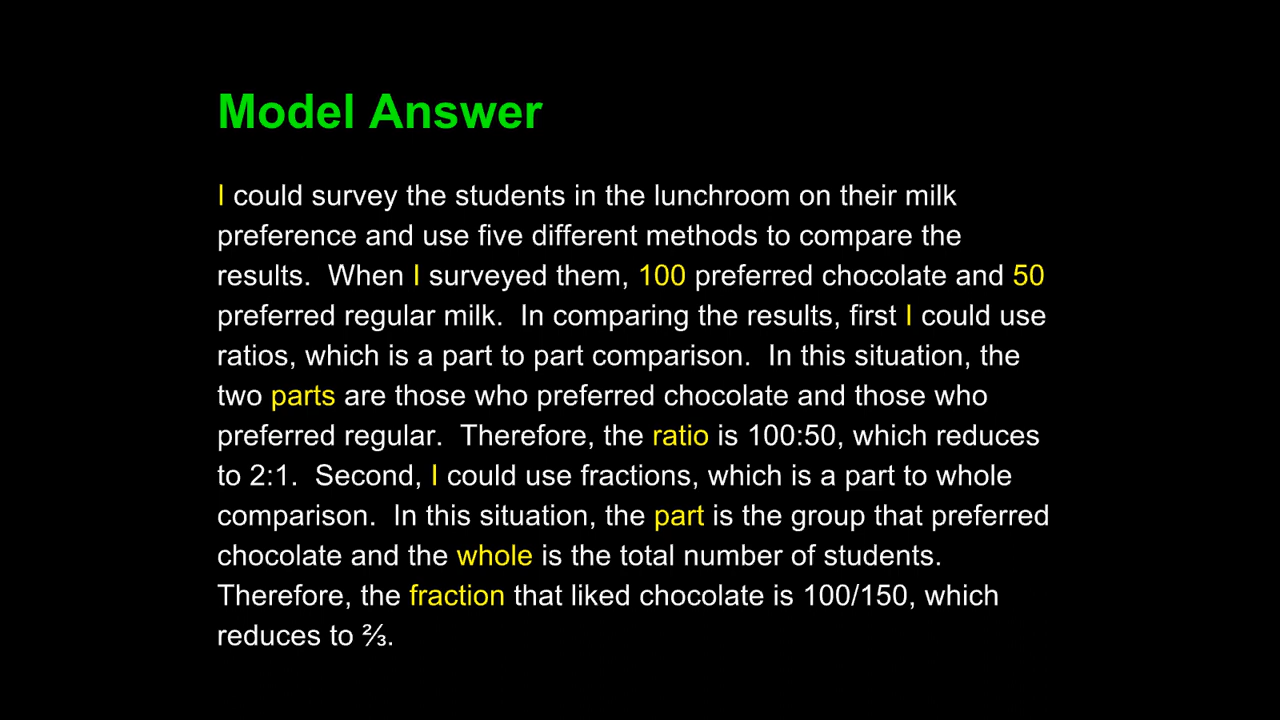 Model Answer
I could survey the students in the lunchroom on their milk
preference and use five different methods to compare the
results.  When I surveyed them, 100 preferred chocolate and 50
preferred regular milk.  In comparing the results, first I could use
ratios, which is a part to part comparison.  In this situation, the
two parts are those who preferred chocolate and those who
preferred regular.  Therefore, the ratio is 100:50, which reduces
to 2:1.  Second, I could use fractions, which is a part to whole
comparison.  In this situation, the part is the group that preferred
chocolate and the whole is the total number of students.
Therefore, the fraction that liked chocolate is 100/150, which
reduces to ⅔.